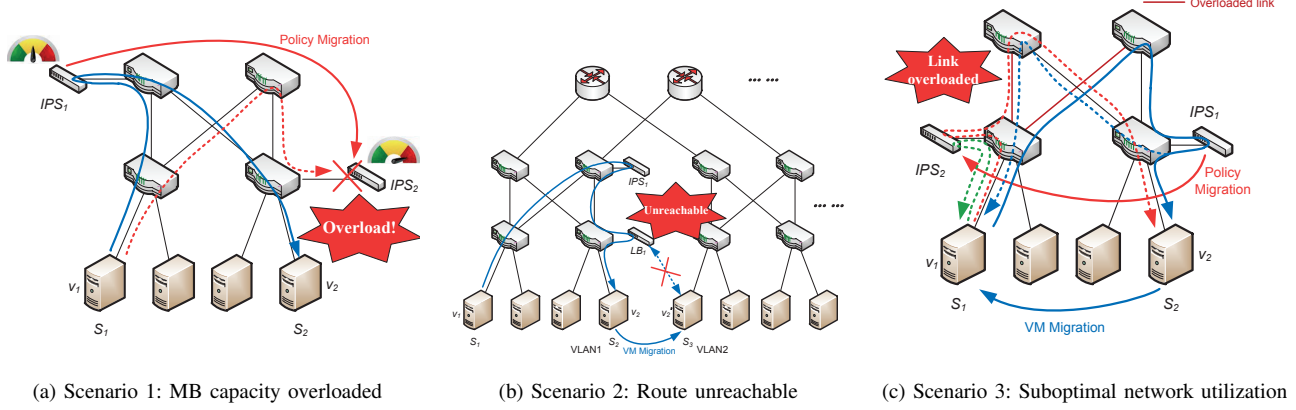 Policy Migration
IPS1
IPS2
Overload!
v1
v2
S1
S2
(a) Scenario 1: MB capacity overloaded
... ...
IPS1
Unreachable
... ...
LB1
v1
v2
v2
S1
S2
S3
VLAN1
VM Migration
VLAN2
(b) Scenario 2: Route unreachable
Overloaded link
Link
overloaded
IPS1
IPS2
Policy
Migration
v1
v2
S1
S2
VM Migration
(c) Scenario 3: Suboptimal network utilization